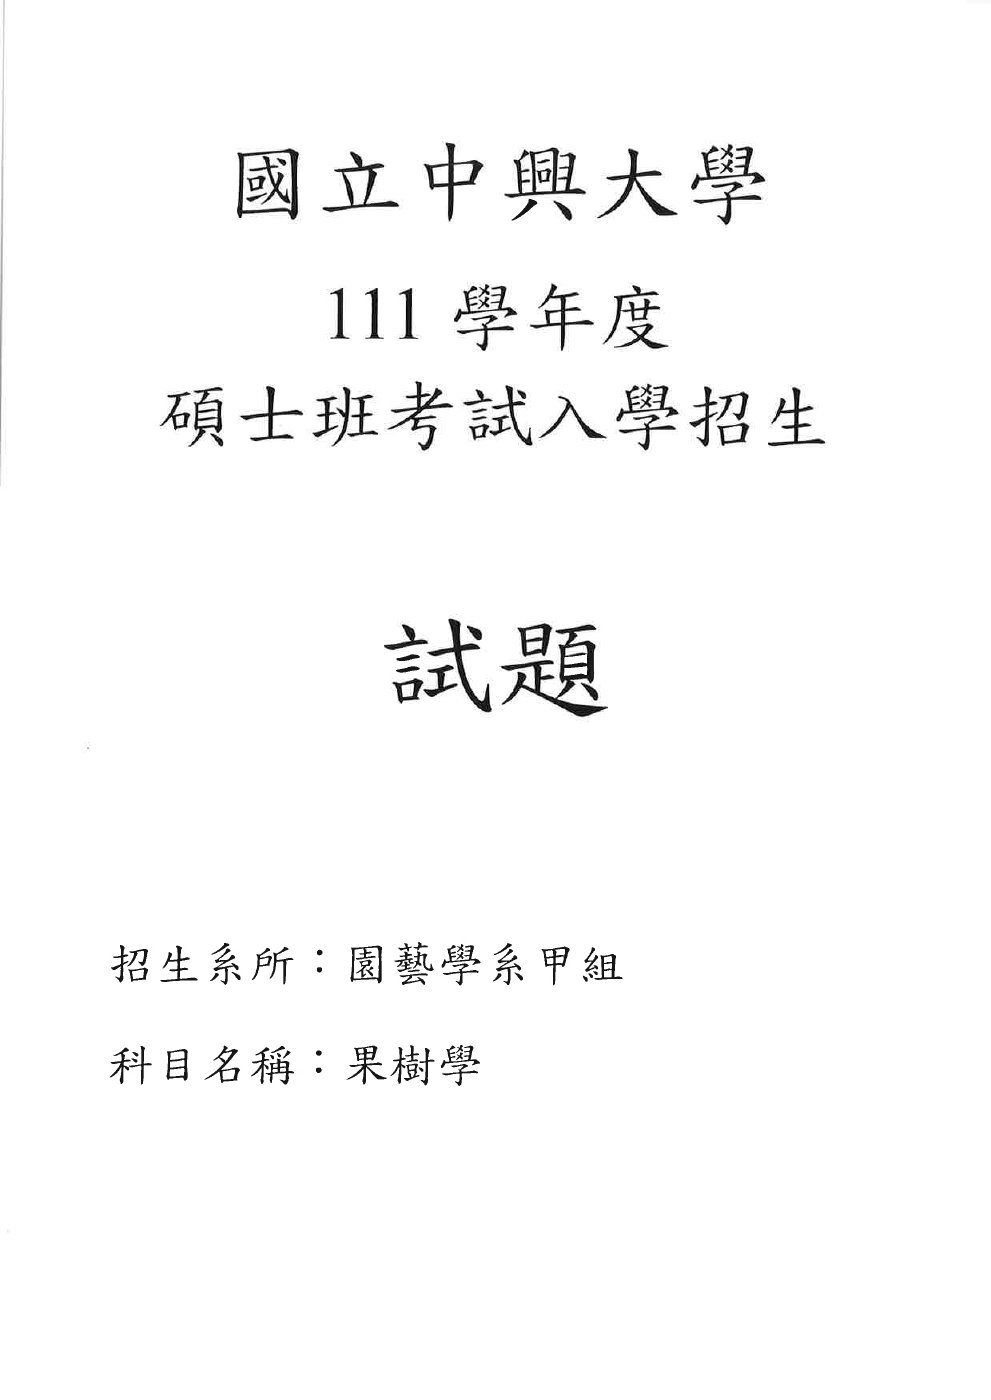 國立中興大學
111 學年度
碩士班考試入學招生
試題
招生系所：園藝學系甲組
科目名稱：果樹學